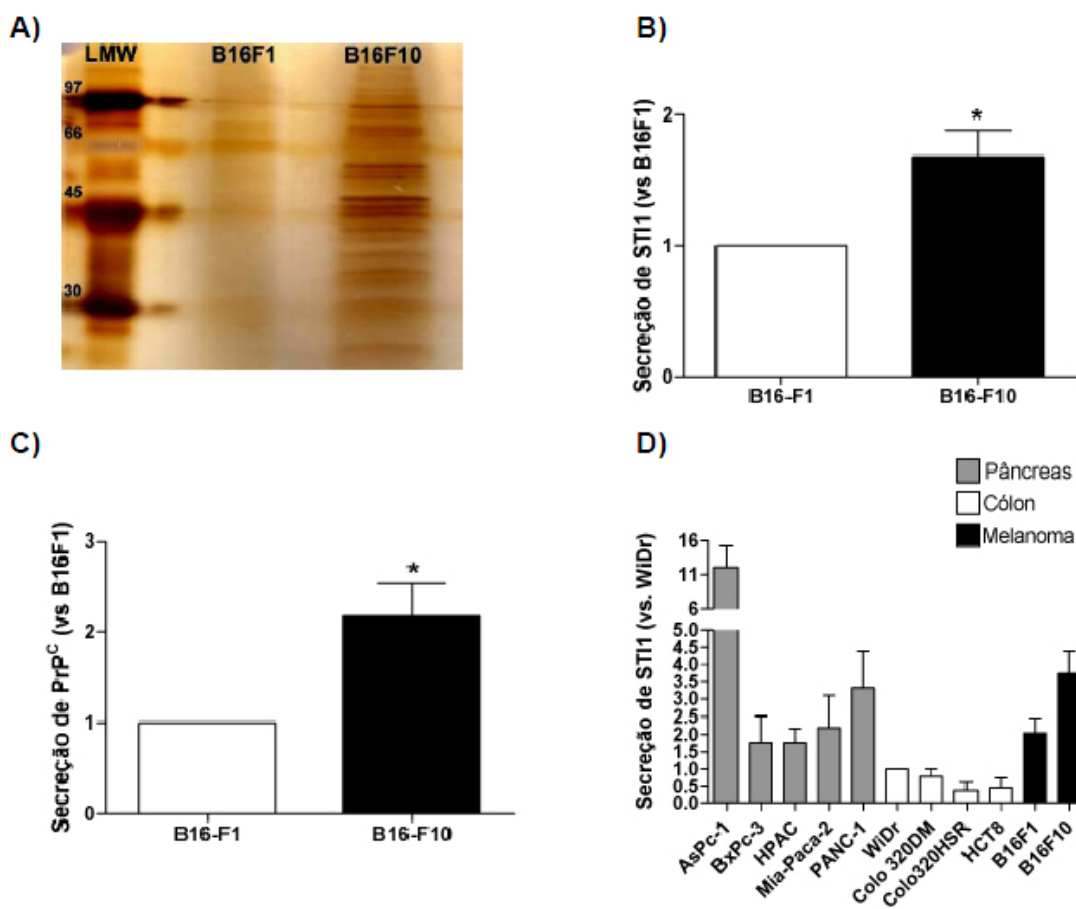 A)
LMW B16F1 B16F10
97
66
45
30
B)
Secreção de STI1 (vs B16F1)
2
1
0
*
B16-F1 B16-F10
C)
Secreção de PrP^C (vs B16F1)
3
2
1
0
*
B16-F1 B16-F10
D)
Pâncreas
Cólon
Melanoma
Secreção de STI1 (vs. WiDr)
16
11
6
5.0
4.0
3.5
3.0
2.5
2.0
1.5
1.0
0.5
0.0
AsPc-1
BxPc-3
HPAC
Mia-Paca-2
PANC-1
WiDr
Colo 320DM
Colo320HSR
HCT8
B16F1
B16F10